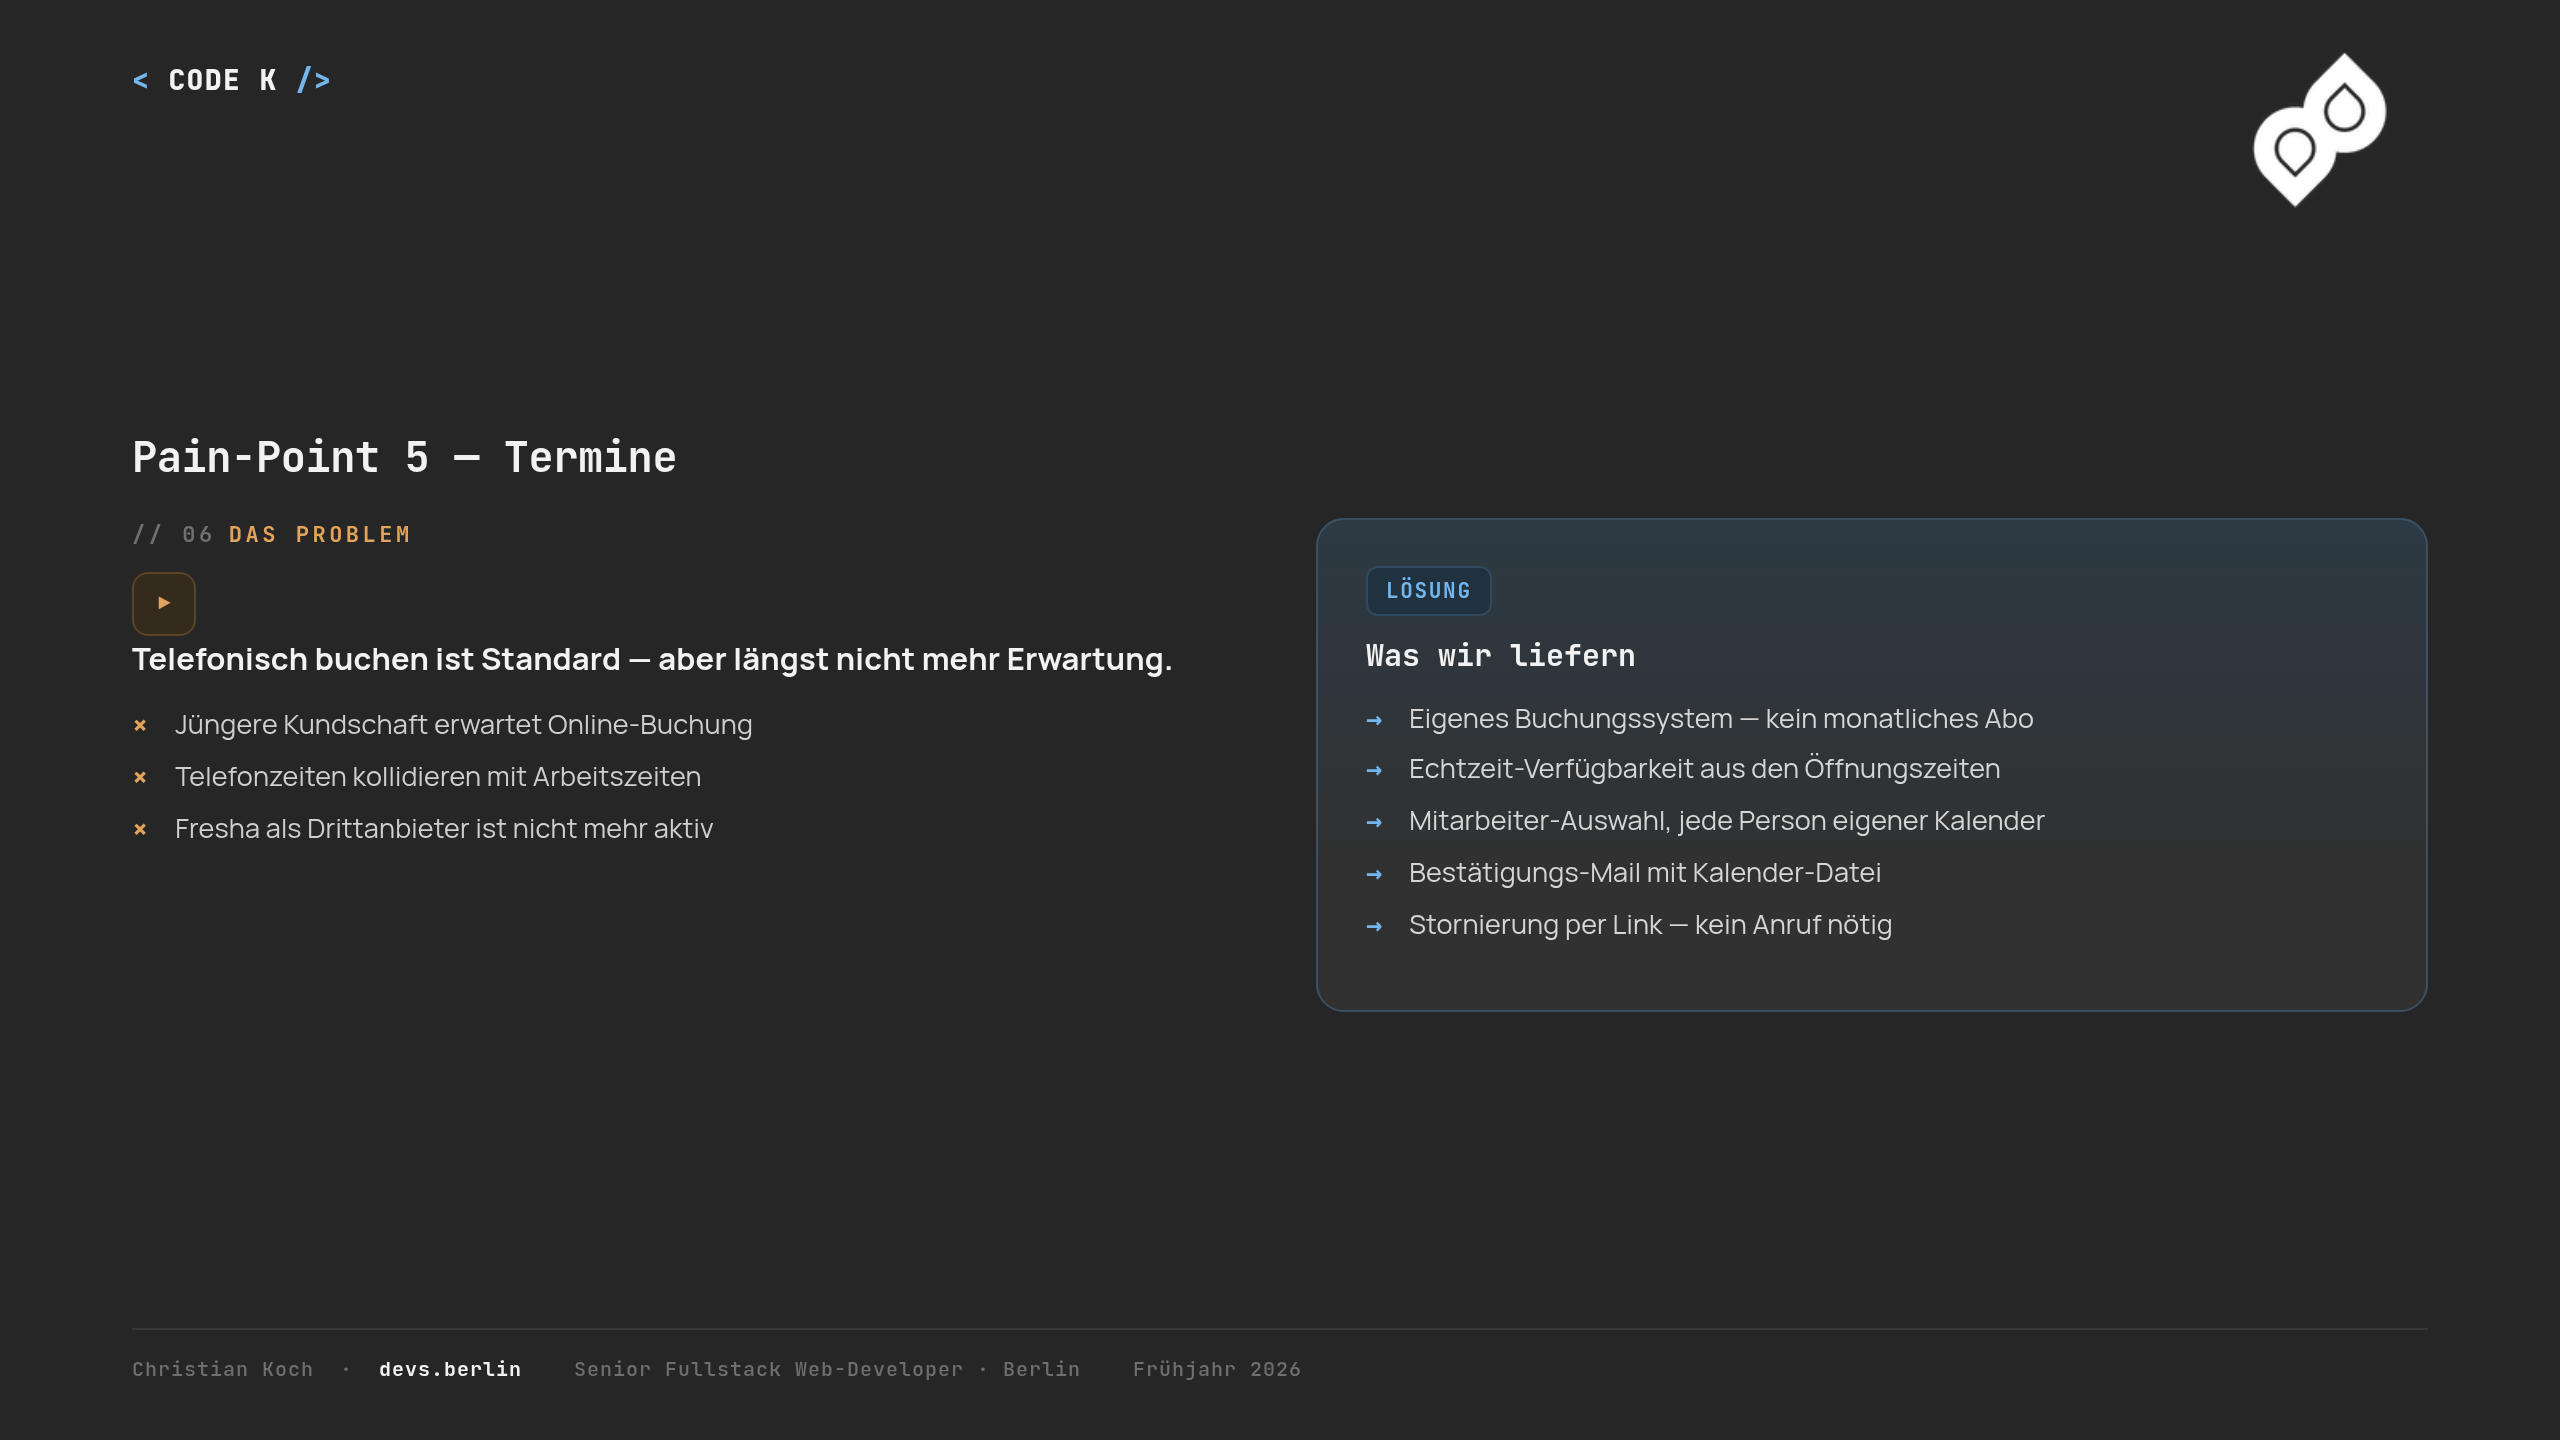 < CODE K />
Pain-Point 5 — Termine
// 06 DAS PROBLEM
Telefonisch buchen ist Standard — aber längst nicht mehr Erwartung.
× Jüngere Kundschaft erwartet Online-Buchung
× Telefonzeiten kollidieren mit Arbeitszeiten
× Fresha als Drittanbieter ist nicht mehr aktiv
LÖSUNG
Was wir liefern
→ Eigenes Buchungssystem — kein monatliches Abo
→ Echtzeit-Verfügbarkeit aus den Öffnungszeiten
→ Mitarbeiter-Auswahl, jede Person eigener Kalender
→ Bestätigungs-Mail mit Kalender-Datei
→ Stornierung per Link — kein Anruf nötig
Christian Koch · devs.berlin Senior Fullstack Web-Developer · Berlin Frühjahr 2026